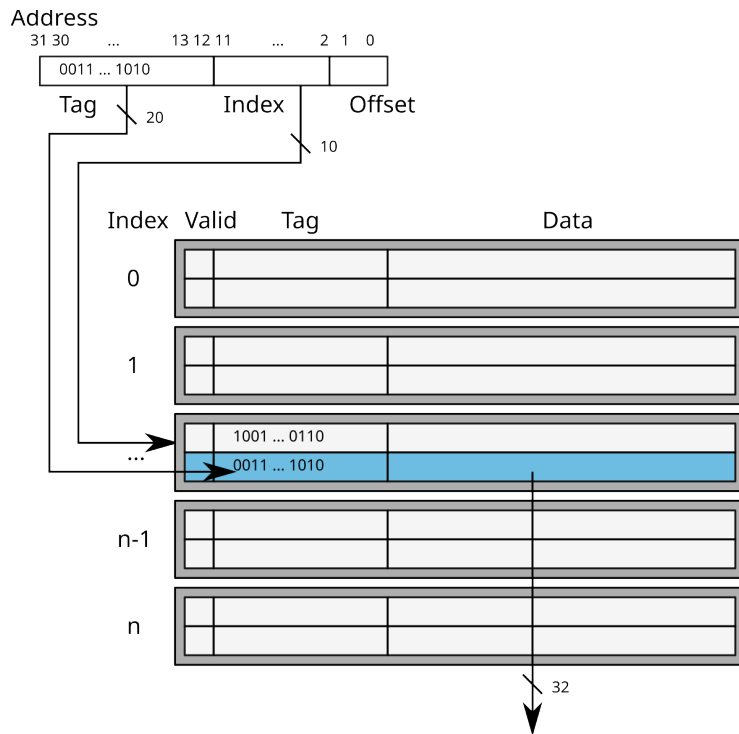 Address
31 30 ... 13 12 11 ... 2 1 0
0011 ... 1010
Tag Index Offset
20
10
Index Valid Tag Data
0
1
1001 ... 0110
...
0011 ... 1010
n-1
n
32